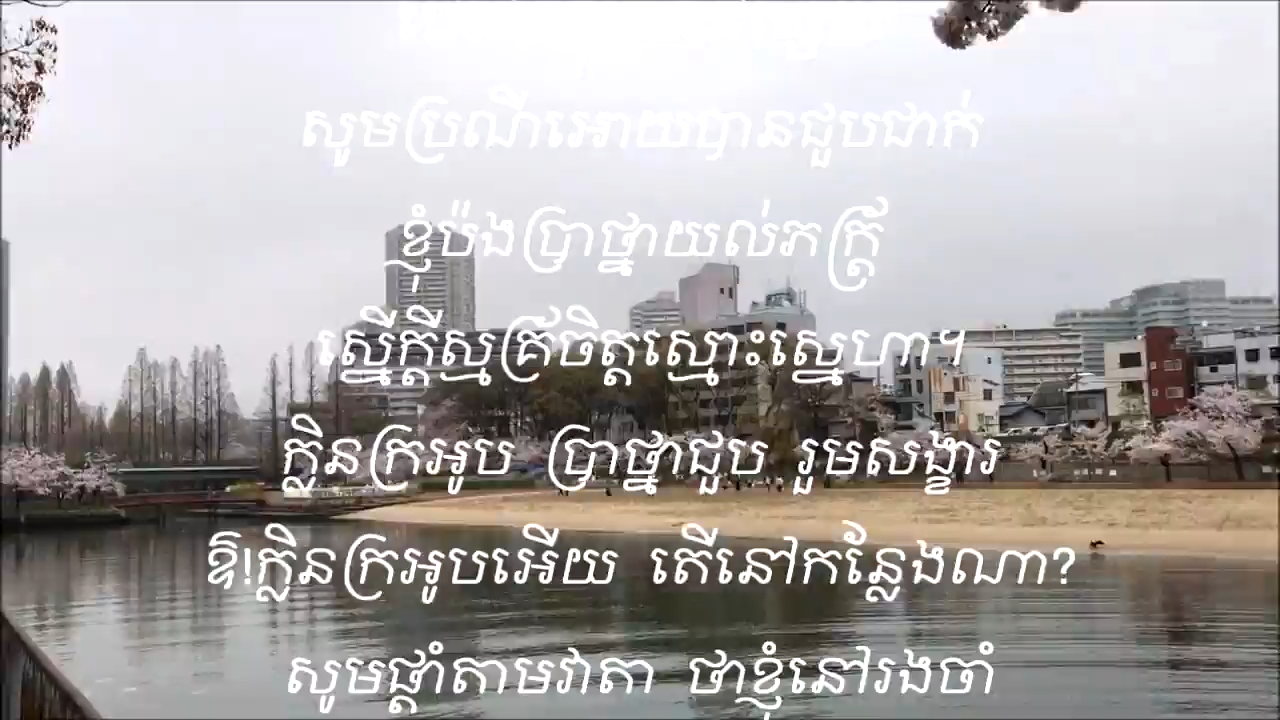 សូមប្រណីអោយបានជួបជាក់
ខ្ញុំប៉ងប្រាថ្នាយល់ភក្ត្រ័
ស្នើក្ដីស្មគ្រ័ចិត្តស្មោះស្នេហា។
ក្លិនក្រអូប ប្រាថ្នាជួប រួមសង្ខារ
ឱ!ក្លិនក្រអូបអើយ តើនៅកន្លែងណា?
សូមផ្ដាំតាមវាតា ថាខ្ញុំនៅរងចាំ